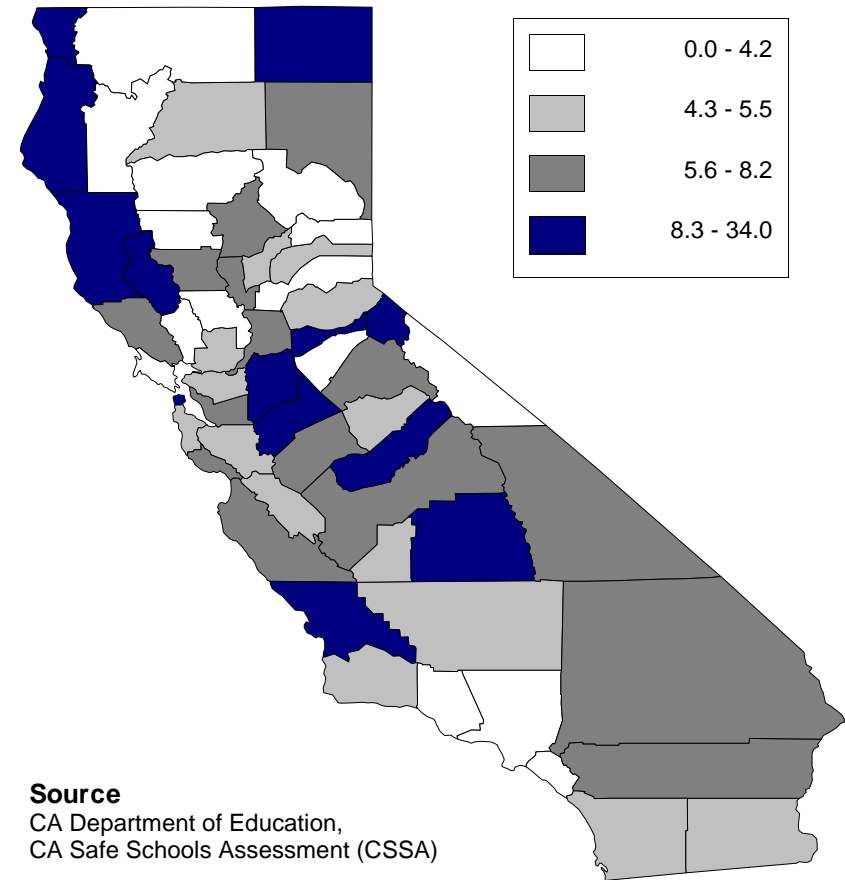 0.0 - 4.2
4.3 - 5.5
5.6 - 8.2
8.3 - 34.0
Source
CA Department of Education,
CA Safe Schools Assessment (CSSA)